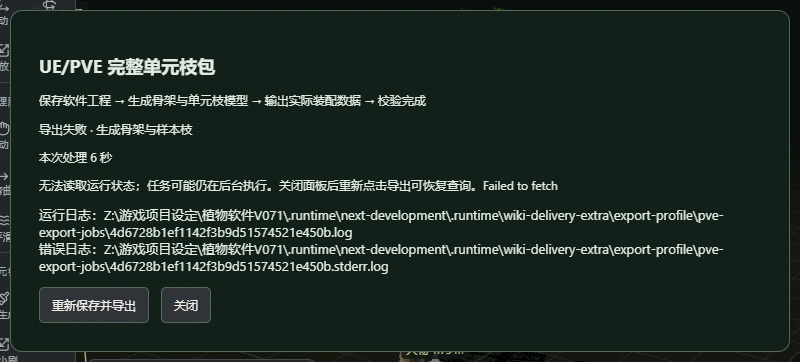 UE/PVE 完整单元枝包
保存软件工程 → 生成骨架与单元枝模型 → 输出实际装配数据 → 校验完成
导出失败 · 生成骨架与样本枝
本次处理 6 秒
无法读取运行状态；任务可能仍在后台执行。关闭面板后重新点击导出可恢复查询。Failed to fetch
运行日志：Z:\游戏项目设定\植物软件V071\.runtime\next-development\.runtime\wiki-delivery-extra\export-profile\pve-
export-jobs\4d6728b1ef1142f3b9d51574521e450b.log
错误日志：Z:\游戏项目设定\植物软件V071\.runtime\next-development\.runtime\wiki-delivery-extra\export-profile\pve-
export-jobs\4d6728b1ef1142f3b9d51574521e450b.stderr.log
重新保存并导出 关闭